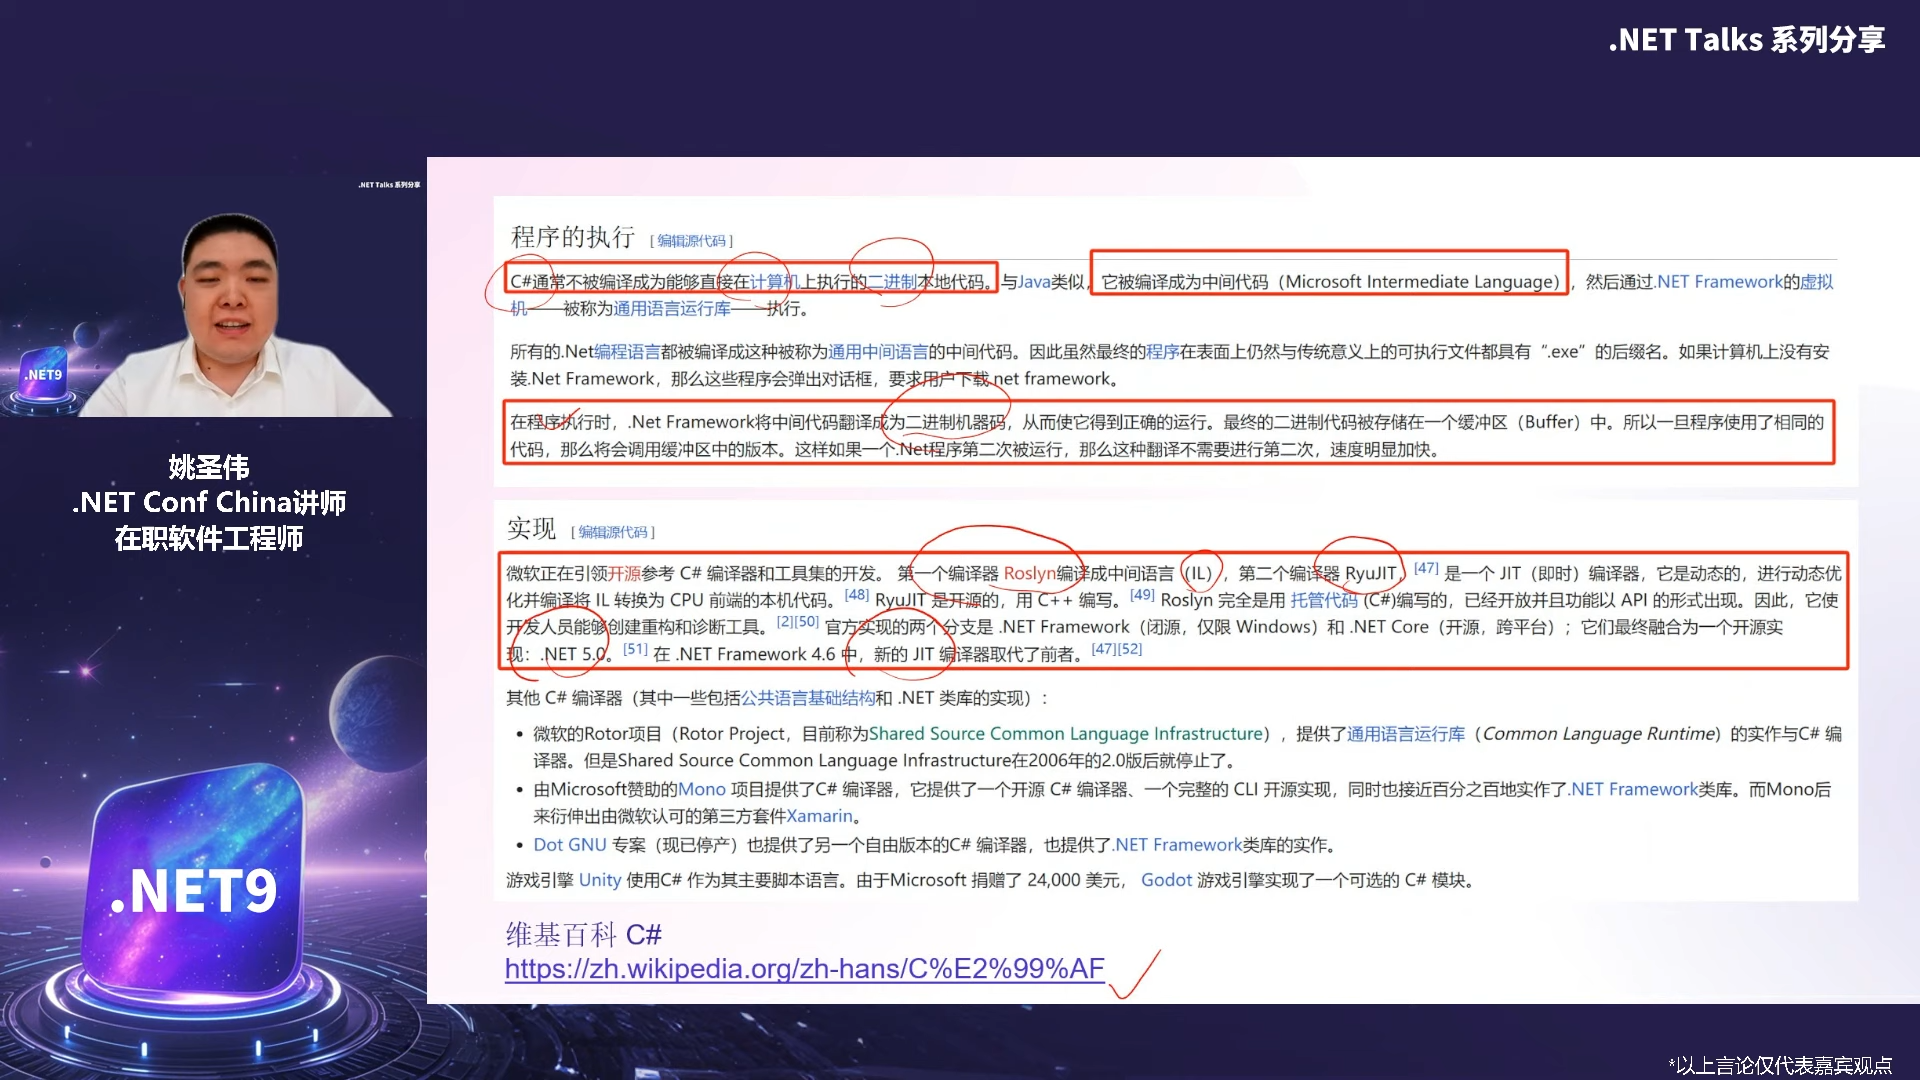 .NET Talks 系列分享
.NET Talks 系列分享
.NET9
姚圣伟
.NET Conf China讲师
在职软件工程师
.NET9
程序的执行 [ 编辑源代码 ]
C#通常不被编译成为能够直接在计算机上执行的二进制本地代码。与Java类似，它被编译成为中间代码（Microsoft Intermediate Language），然后通过.NET Framework的虚拟
机——被称为通用语言运行库——执行。
所有的.Net编程语言都被编译成这种被称为通用中间语言的中间代码。因此虽然最终的程序在表面上仍然与传统意义上的可执行文件都具有“.exe”的后缀名。如果计算机上没有安
装.Net Framework，那么这些程序会弹出对话框，要求用户下载.net framework。
在程序执行时，.Net Framework将中间代码翻译成为二进制机器码，从而使它得到正确的运行。最终的二进制代码被存储在一个缓冲区（Buffer）中。所以一旦程序使用了相同的
代码，那么将会调用缓冲区中的版本。这样如果一个.Net程序第二次被运行，那么这种翻译不需要进行第二次，速度明显加快。
实现 [ 编辑源代码 ]
微软正在引领开源参考 C# 编译器和工具集的开发。 第一个编译器 Roslyn编译成中间语言（IL），第二个编译器 RyuJIT，[47] 是一个 JIT（即时）编译器，它是动态的，进行动态优
化并编译将 IL 转换为 CPU 前端的本机代码。[48] RyuJIT 是开源的，用 C++ 编写。[49] Roslyn 完全是用 托管代码 (C#)编写的，已经开放并且功能以 API 的形式出现。因此，它使
开发人员能够创建重构和诊断工具。[2][50] 官方实现的两个分支是 .NET Framework（闭源，仅限 Windows）和 .NET Core（开源，跨平台）；它们最终融合为一个开源实
现：.NET 5.0。[51] 在 .NET Framework 4.6 中，新的 JIT 编译器取代了前者。[47][52]
其他 C# 编译器（其中一些包括公共语言基础结构和 .NET 类库的实现）：
• 微软的Rotor项目（Rotor Project，目前称为Shared Source Common Language Infrastructure），提供了通用语言运行库（Common Language Runtime）的实作与C# 编
译器。但是Shared Source Common Language Infrastructure在2006年的2.0版后就停止了。
• 由Microsoft赞助的Mono 项目提供了C# 编译器，它提供了一个开源 C# 编译器、一个完整的 CLI 开源实现，同时也接近百分之百地实作了.NET Framework类库。而Mono后
来衍伸出由微软认可的第三方套件Xamarin。
• Dot GNU 专案（现已停产）也提供了另一个自由版本的C# 编译器，也提供了.NET Framework类库的实作。
游戏引擎 Unity 使用C# 作为其主要脚本语言。由于Microsoft 捐赠了 24,000 美元， Godot 游戏引擎实现了一个可选的 C# 模块。
维基百科 C#
https://zh.wikipedia.org/zh-hans/C%E2%99%AF
*以上言论仅代表嘉宾观点